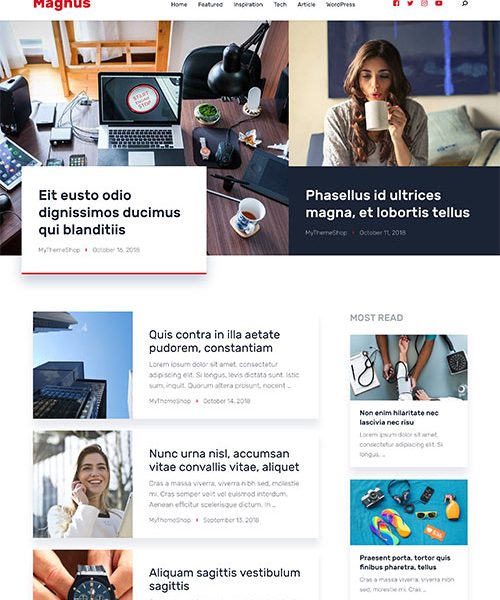 Magnus
Home Featured Inspiration Tech Article WordPress
START
STOP
Eit eusto odio
dignissimos ducimus
qui blanditiis
MyThemeShop October 16, 2018
Phasellus id ultrices
magna, et lobortis tellus
MyThemeShop October 11, 2018
Quis contra in illa aetate
pudorem, constantiam
Lorem ipsum dolor sit amet, consectetur
adipiscing elit. Si longus, levis dictata sunt. Istic
sum, inquit. Quorum altera prosunt, nocent ...
MyThemeShop October 14, 2018
Nunc urna nisl, accumsan
vitae convallis vitae, aliquet
Cras a massa viverra, viverra nibh sed, molestie
mi. Cras semper velit vel euismod interdum.
Aenean efficitur scelerisque dictum. In ...
MyThemeShop September 13, 2018
Aliquam sagittis vestibulum
sagittis
MOST READ
Non enim hilaritate nec
lascivia nec risu
Lorem ipsum dolor sit amet,
consectetur adipiscing elit. Si
longus, ...
Praesent porta, tortor quis
finibus pharetra, tellus
Cras a massa viverra, viverra
nibh sed, molestie mi. Cras